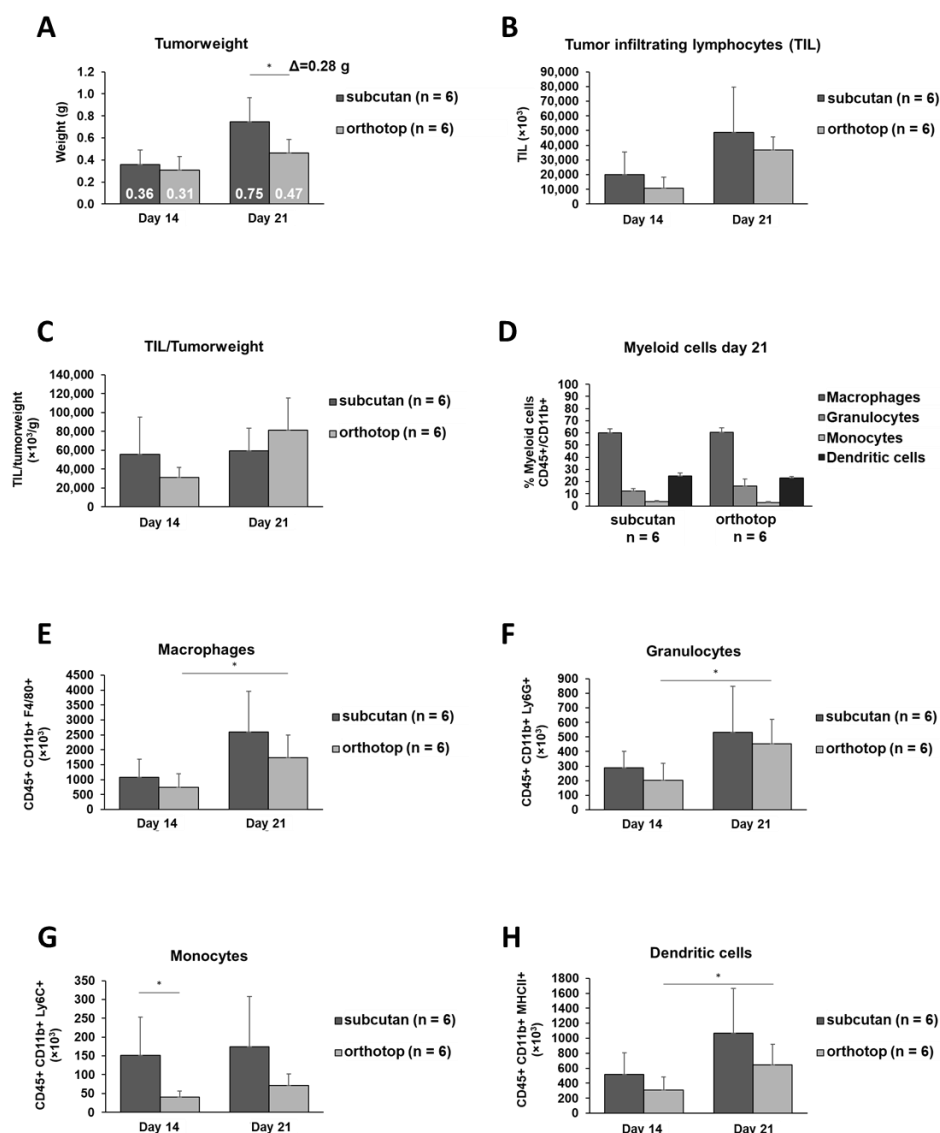 A
Tumorweight
* Δ=0.28 g
Weight (g)
1.2
1.0
0.8
0.6
0.4
0.2
0.0
0.36 0.31 0.75 0.47
Day 14 Day 21
subcutan (n = 6)
orthotop (n = 6)
B
Tumor infiltrating lymphocytes (TIL)
TIL (×10³)
90,000
80,000
70,000
60,000
50,000
40,000
30,000
20,000
10,000
0
Day 14 Day 21
subcutan (n = 6)
orthotop (n = 6)
C
TIL/Tumorweight
TIL/tumorweight
(×10³/g)
140,000
120,000
100,000
80,000
60,000
40,000
20,000
0
Day 14 Day 21
subcutan (n = 6)
orthotop (n = 6)
D
Myeloid cells day 21
% Myeloid cells
CD45+/CD11b+
100
90
80
70
60
50
40
30
20
10
0
subcutan orthotop
n = 6 n = 6
Macrophages
Granulocytes
Monocytes
Dendritic cells
E
Macrophages
*
CD45+ CD11b+ F4/80+
(×10³)
4500
4000
3500
3000
2500
2000
1500
1000
500
0
Day 14 Day 21
subcutan (n = 6)
orthotop (n = 6)
F
Granulocytes
*
CD45+ CD11b+ Ly6G+
(×10³)
900
800
700
600
500
400
300
200
100
0
Day 14 Day 21
subcutan (n = 6)
orthotop (n = 6)
G
Monocytes
*
CD45+ CD11b+ Ly6C+
(×10³)
350
300
250
200
150
100
50
0
Day 14 Day 21
subcutan (n = 6)
orthotop (n = 6)
H
Dendritic cells
*
CD45+ CD11b+ MHCII+
(×10³)
1800
1600
1400
1200
1000
800
600
400
200
0
Day 14 Day 21
subcutan (n = 6)
orthotop (n = 6)